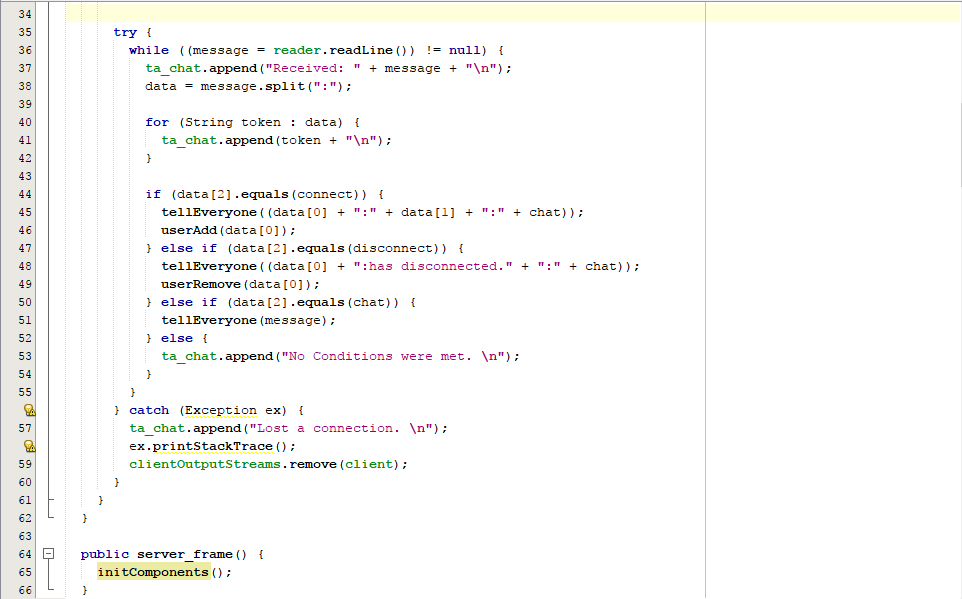 34
35 try {
36 while ((message = reader.readLine()) != null) {
37 ta_chat.append("Received: " + message + "\n");
38 data = message.split(":");
39
40 for (String token : data) {
41 ta_chat.append(token + "\n");
42 }
43
44 if (data[2].equals(connect)) {
45 tellEveryone((data[0] + ":" + data[1] + ":" + chat));
46 userAdd(data[0]);
47 } else if (data[2].equals(disconnect)) {
48 tellEveryone((data[0] + ":has disconnected." + ":" + chat));
49 userRemove(data[0]);
50 } else if (data[2].equals(chat)) {
51 tellEveryone(message);
52 } else {
53 ta_chat.append("No Conditions were met. \n");
54 }
55 }
} catch (Exception ex) {
57 ta_chat.append("Lost a connection. \n");
ex.printStackTrace();
59 clientOutputStreams.remove(client);
60 }
61 }
62 }
63
64 public server_frame() {
65 initComponents();
66 }